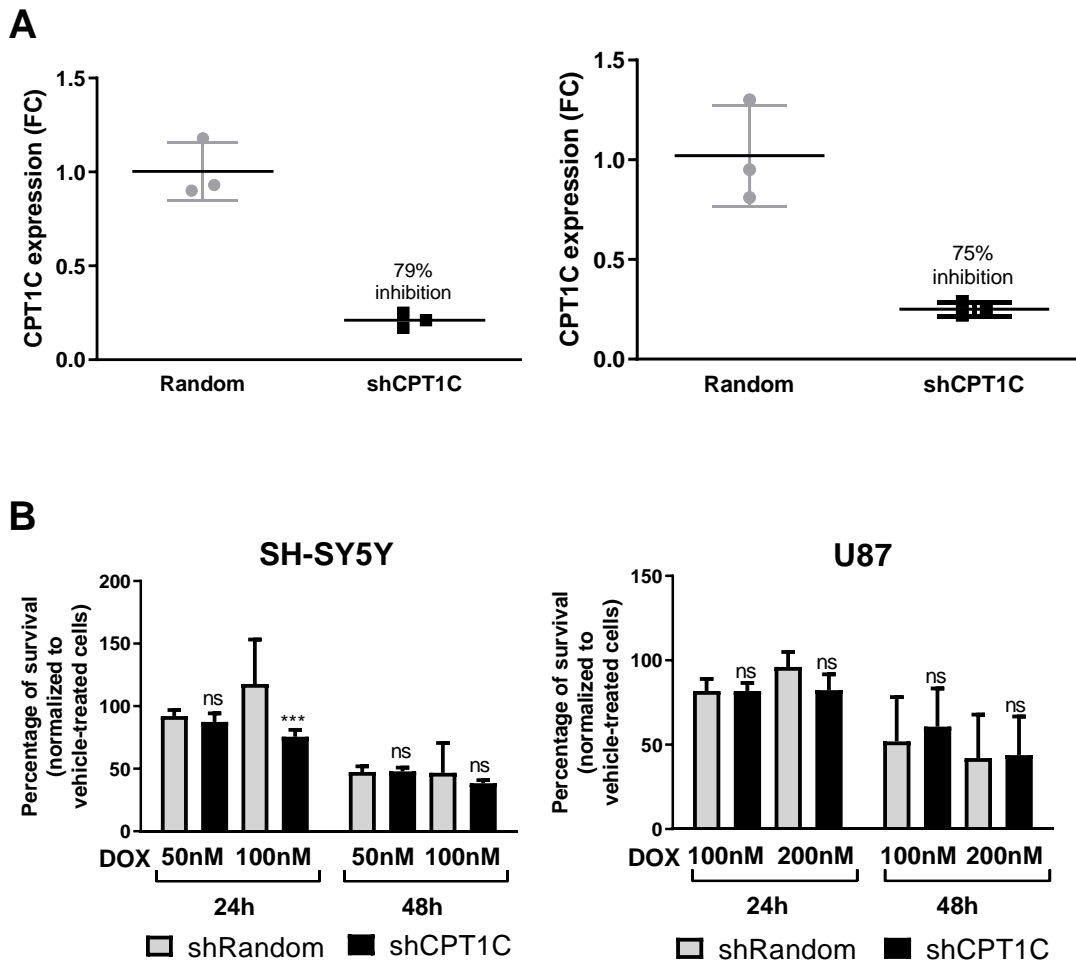 A
CPT1C expression (FC)
1.5
1.0
0.5
0.0
79%
inhibition
Random
shCPT1C
CPT1C expression (FC)
1.5
1.0
0.5
0.0
75%
inhibition
Random
shCPT1C
B
SH-SY5Y
Percentage of survival
(normalized to
vehicle-treated cells)
200
150
100
50
0
ns
***
ns
ns
DOX 50nM 100nM 50nM 100nM
24h 48h
shRandom shCPT1C
U87
Percentage of survival
(normalized to
vehicle-treated cells)
150
100
50
0
ns
ns
ns
ns
DOX 100nM 200nM 100nM 200nM
24h 48h
shRandom shCPT1C